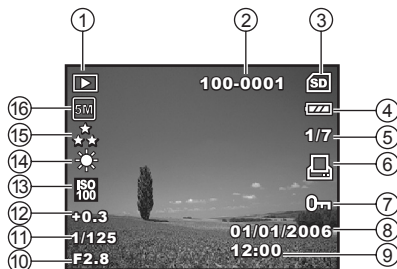 ① ② ③
100-0001 SD
⑯ 5M ④
⑮ 1/7 ⑤
⑭ ⑥
⑬ ISO 100 ⑦
⑫ +0.3
⑪ 1/125 01/01/2006 ⑧
⑩ F2.8 12:00 ⑨